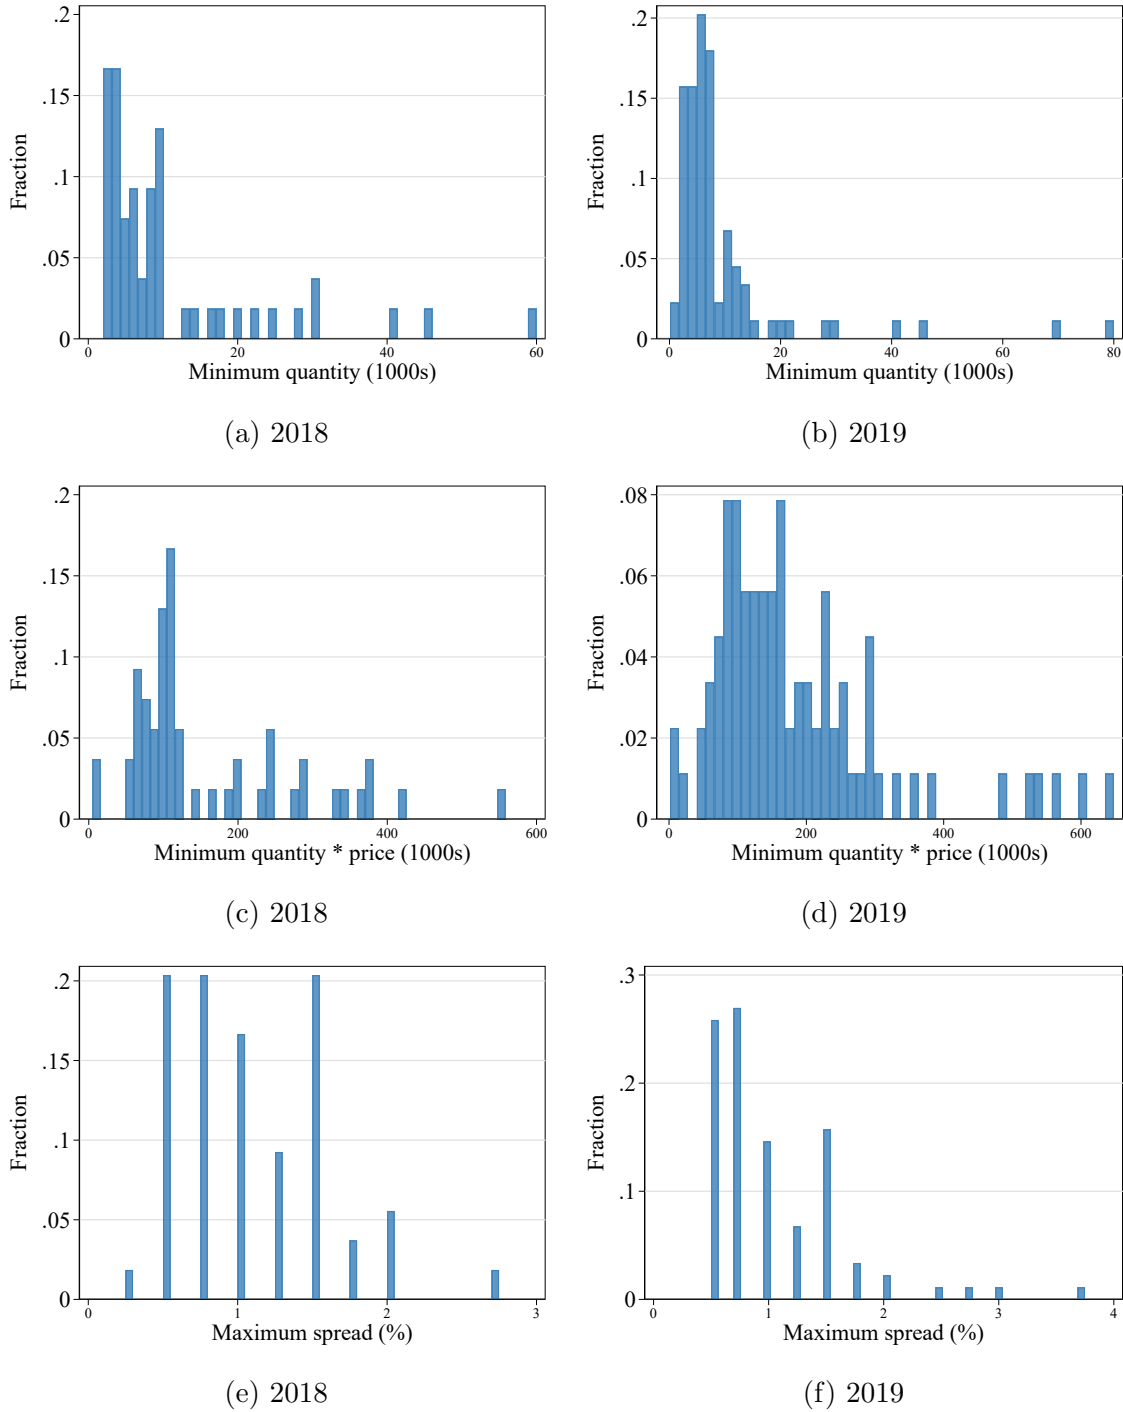 .2
.15
.1
.05
0
Fraction
0 20 40 60
Minimum quantity (1000s)
(a) 2018
.2
.15
.1
.05
0
Fraction
0 20 40 60 80
Minimum quantity (1000s)
(b) 2019
.2
.15
.1
.05
0
Fraction
0 200 400 600
Minimum quantity * price (1000s)
(c) 2018
.08
.06
.04
.02
0
Fraction
0 200 400 600
Minimum quantity * price (1000s)
(d) 2019
.2
.15
.1
.05
0
Fraction
0 1 2 3
Maximum spread (%)
(e) 2018
.3
.2
.1
0
Fraction
0 1 2 3 4
Maximum spread (%)
(f) 2019